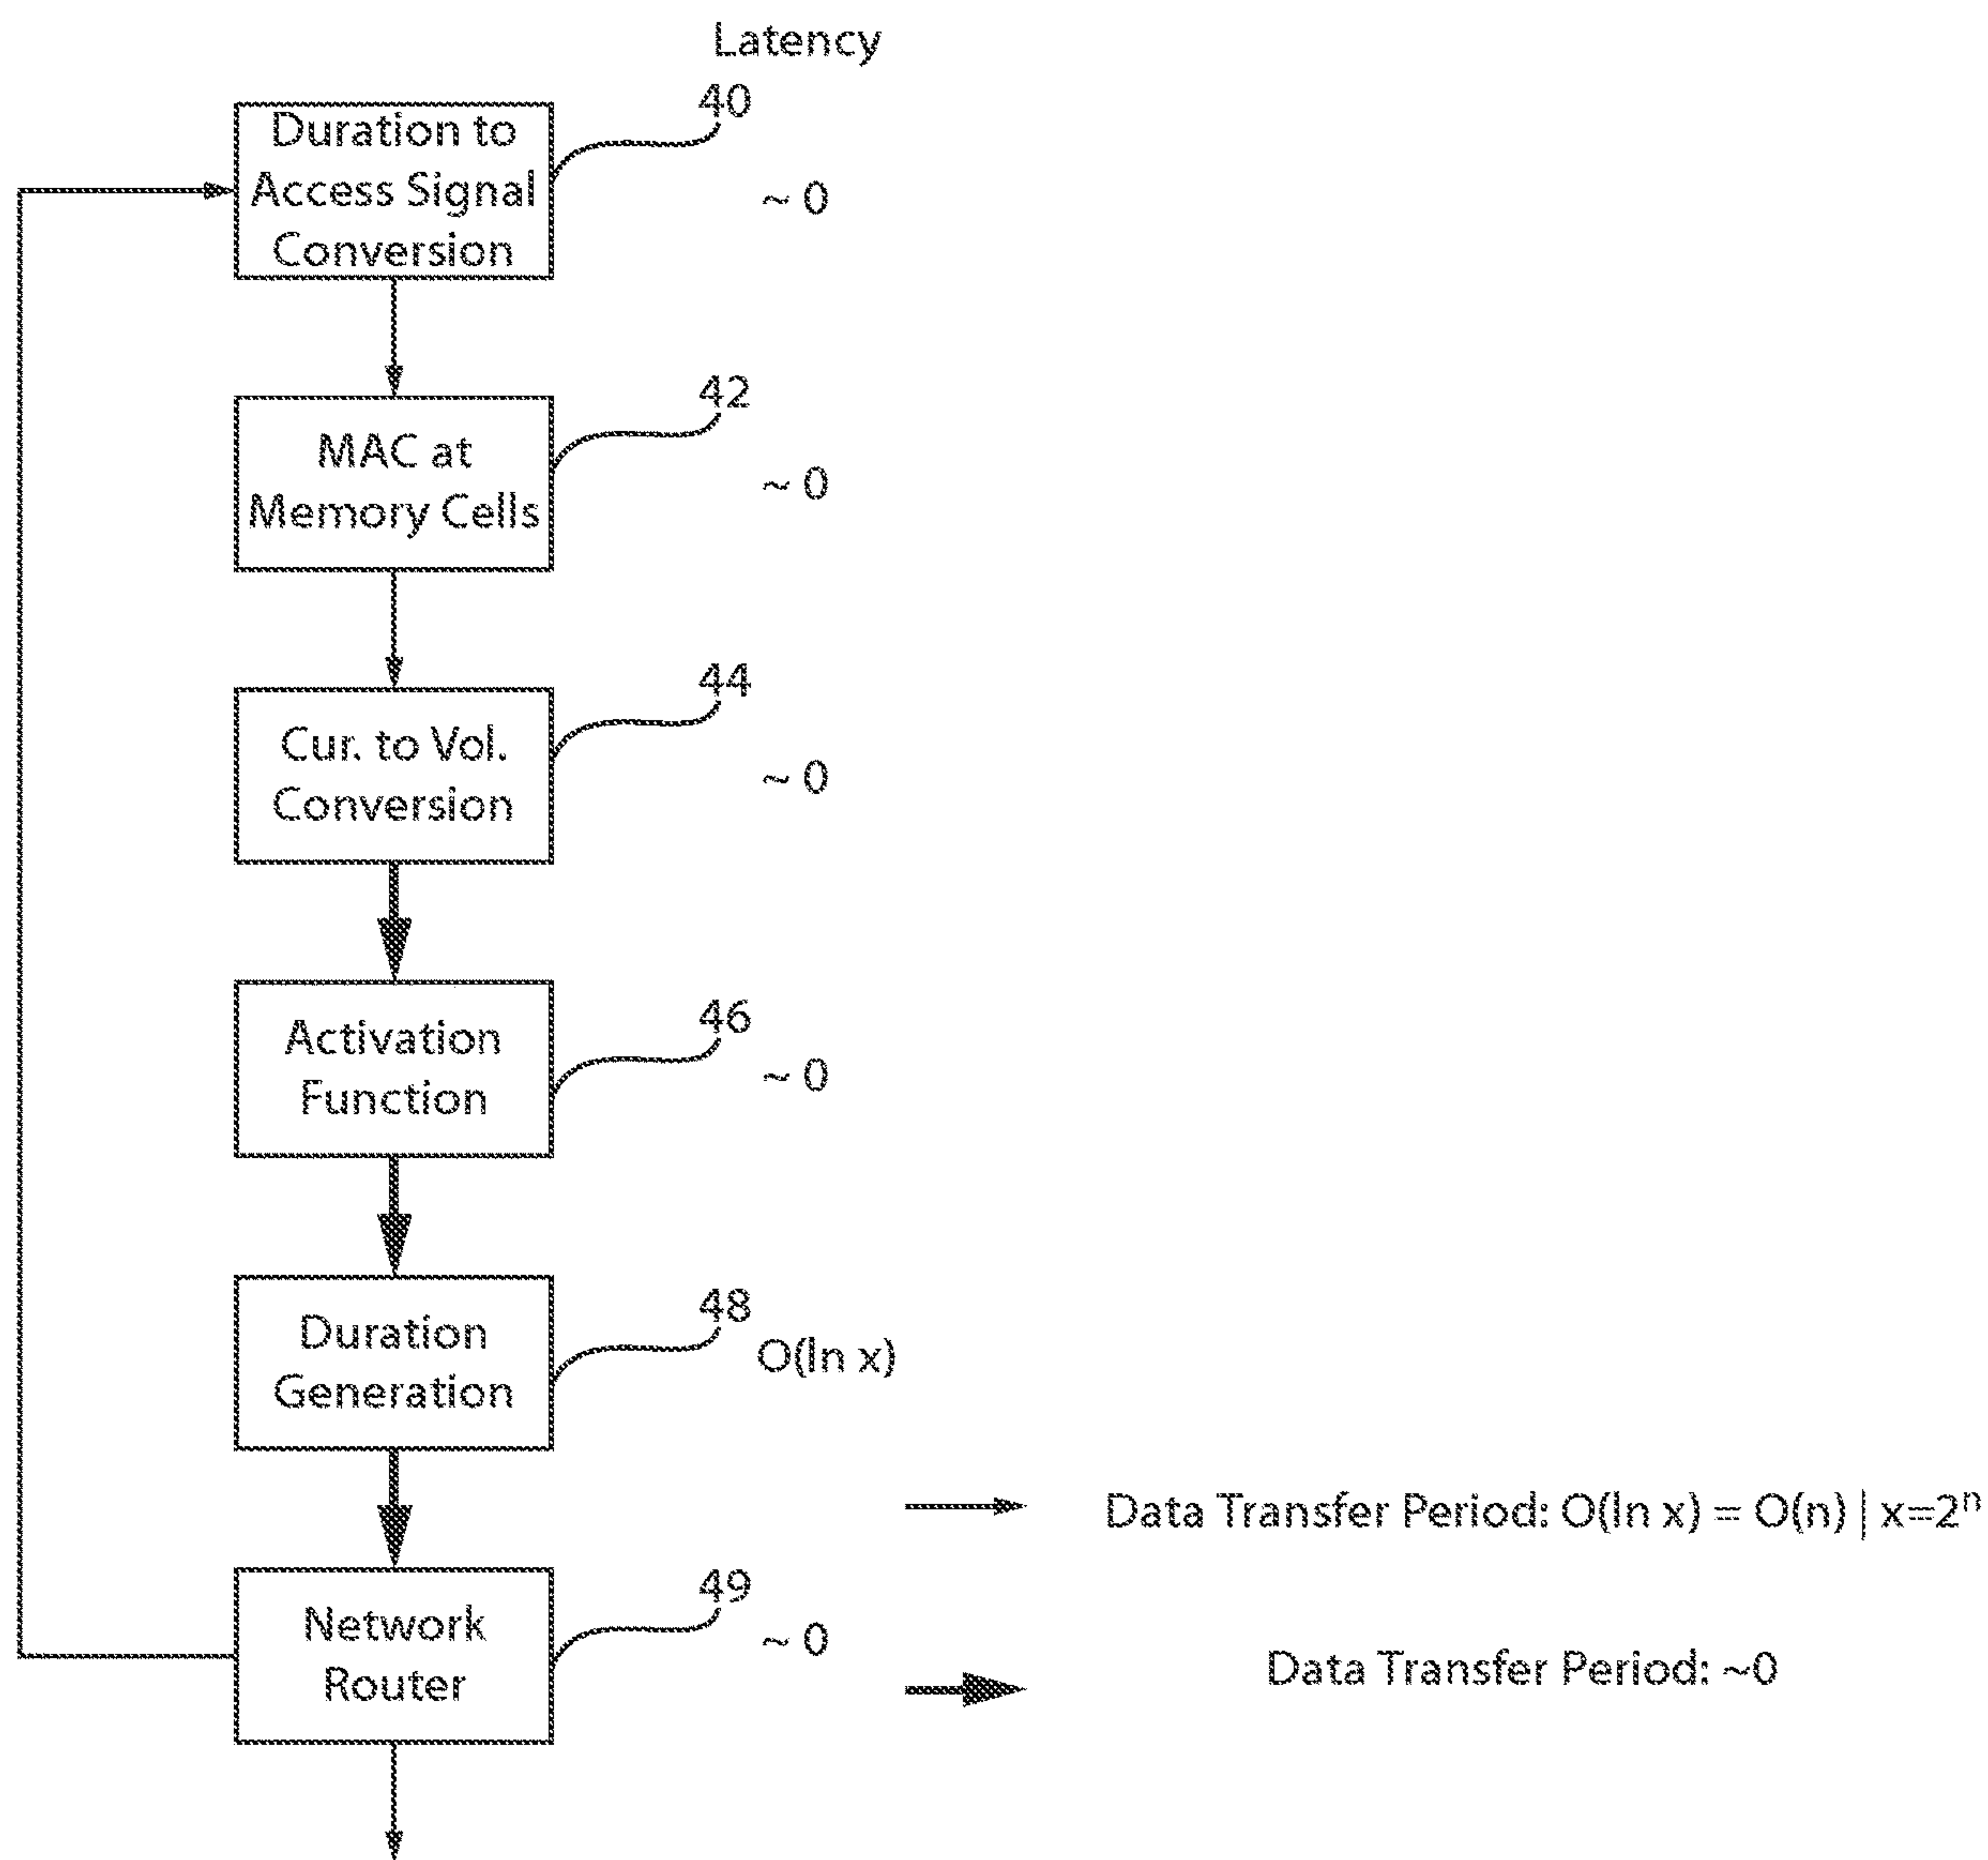 Latency
40
Duration to
Access Signal
Conversion
~ 0
42
MAC at
Memory Cells
~ 0
44
Cur. to Vol.
Conversion
~ 0
46
Activation
Function
~ 0
48
Duration
Generation
O(ln x)
Data Transfer Period: O(ln x) = O(n) | x=2ⁿ
49
Network
Router
~ 0
Data Transfer Period: ~0